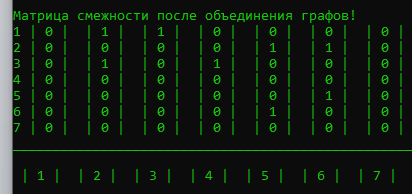 Матрица смежности после объединения графов!
1 | 0 | | 1 | | 1 | | 0 | | 0 | | 0 | | 0 |
2 | 0 | | 0 | | 0 | | 0 | | 1 | | 1 | | 0 |
3 | 0 | | 1 | | 0 | | 1 | | 0 | | 0 | | 0 |
4 | 0 | | 0 | | 0 | | 0 | | 0 | | 0 | | 0 |
5 | 0 | | 0 | | 0 | | 0 | | 0 | | 1 | | 0 |
6 | 0 | | 0 | | 0 | | 0 | | 1 | | 0 | | 0 |
7 | 0 | | 0 | | 0 | | 0 | | 0 | | 0 | | 0 |
| 1 | | 2 | | 3 | | 4 | | 5 | | 6 | | 7 |